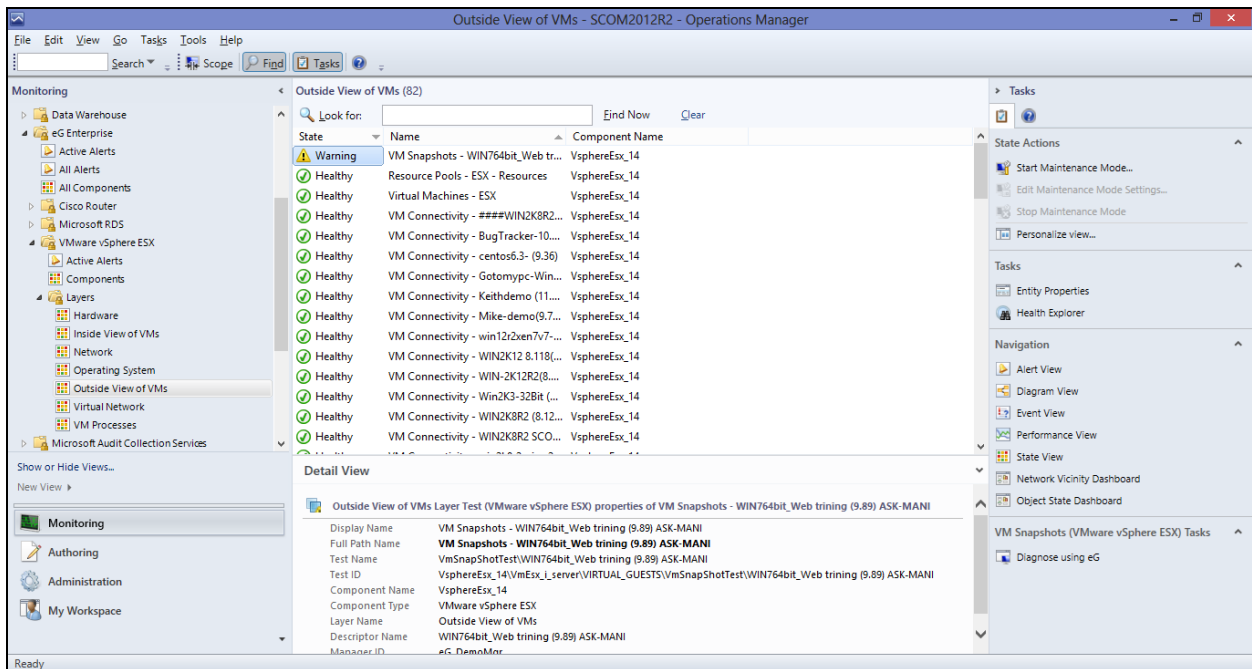 Outside View of VMs - SCOM2012R2 - Operations Manager
File Edit View Go Tasks Tools Help
Search Scope Find Tasks
Monitoring
Data Warehouse
eG Enterprise
Active Alerts
All Alerts
All Components
Cisco Router
Microsoft RDS
VMware vSphere ESX
Active Alerts
Components
Layers
Hardware
Inside View of VMs
Network
Operating System
Outside View of VMs
Virtual Network
VM Processes
Microsoft Audit Collection Services
Show or Hide Views...
New View
Monitoring
Authoring
Administration
My Workspace
Outside View of VMs (82)
Look for: Find Now Clear
State Name Component Name
Warning VM Snapshots - WIN764bit_Web tr... VsphereEsx_14
Healthy Resource Pools - ESX - Resources VsphereEsx_14
Healthy Virtual Machines - ESX VsphereEsx_14
Healthy VM Connectivity - ####WIN2K8R2... VsphereEsx_14
Healthy VM Connectivity - BugTracker-10.... VsphereEsx_14
Healthy VM Connectivity - centos6.3- (9.36) VsphereEsx_14
Healthy VM Connectivity - Gotomypc-Win... VsphereEsx_14
Healthy VM Connectivity - Keithdemo (11.... VsphereEsx_14
Healthy VM Connectivity - Mike-demo(9.7... VsphereEsx_14
Healthy VM Connectivity - win12r2xen7v7-... VsphereEsx_14
Healthy VM Connectivity - WIN2K12 8.118(... VsphereEsx_14
Healthy VM Connectivity - WIN-2K12R2(8.... VsphereEsx_14
Healthy VM Connectivity - Win2K3-32Bit (... VsphereEsx_14
Healthy VM Connectivity - WIN2K8R2 (8.12... VsphereEsx_14
Healthy VM Connectivity - WIN2K8R2 SCO... VsphereEsx_14
Detail View
Outside View of VMs Layer Test (VMware vSphere ESX) properties of VM Snapshots - WIN764bit_Web trining (9.89) ASK-MANI
Display Name VM Snapshots - WIN764bit_Web trining (9.89) ASK-MANI
Full Path Name VM Snapshots - WIN764bit_Web trining (9.89) ASK-MANI
Test Name VmSnapShotTest\WIN764bit_Web trining (9.89) ASK-MANI
Test ID VsphereEsx_14\VmEsx_i_server\VIRTUAL_GUESTS\VmSnapShotTest\WIN764bit_Web trining (9.89) ASK-MANI
Component Name VsphereEsx_14
Component Type VMware vSphere ESX
Layer Name Outside View of VMs
Descriptor Name WIN764bit_Web trining (9.89) ASK-MANI
Manager ID eG_DemoMgr
Tasks
State Actions
Start Maintenance Mode...
Edit Maintenance Mode Settings...
Stop Maintenance Mode
Personalize view...
Tasks
Entity Properties
Health Explorer
Navigation
Alert View
Diagram View
Event View
Performance View
State View
Network Vicinity Dashboard
Object State Dashboard
VM Snapshots (VMware vSphere ESX) Tasks
Diagnose using eG
Ready